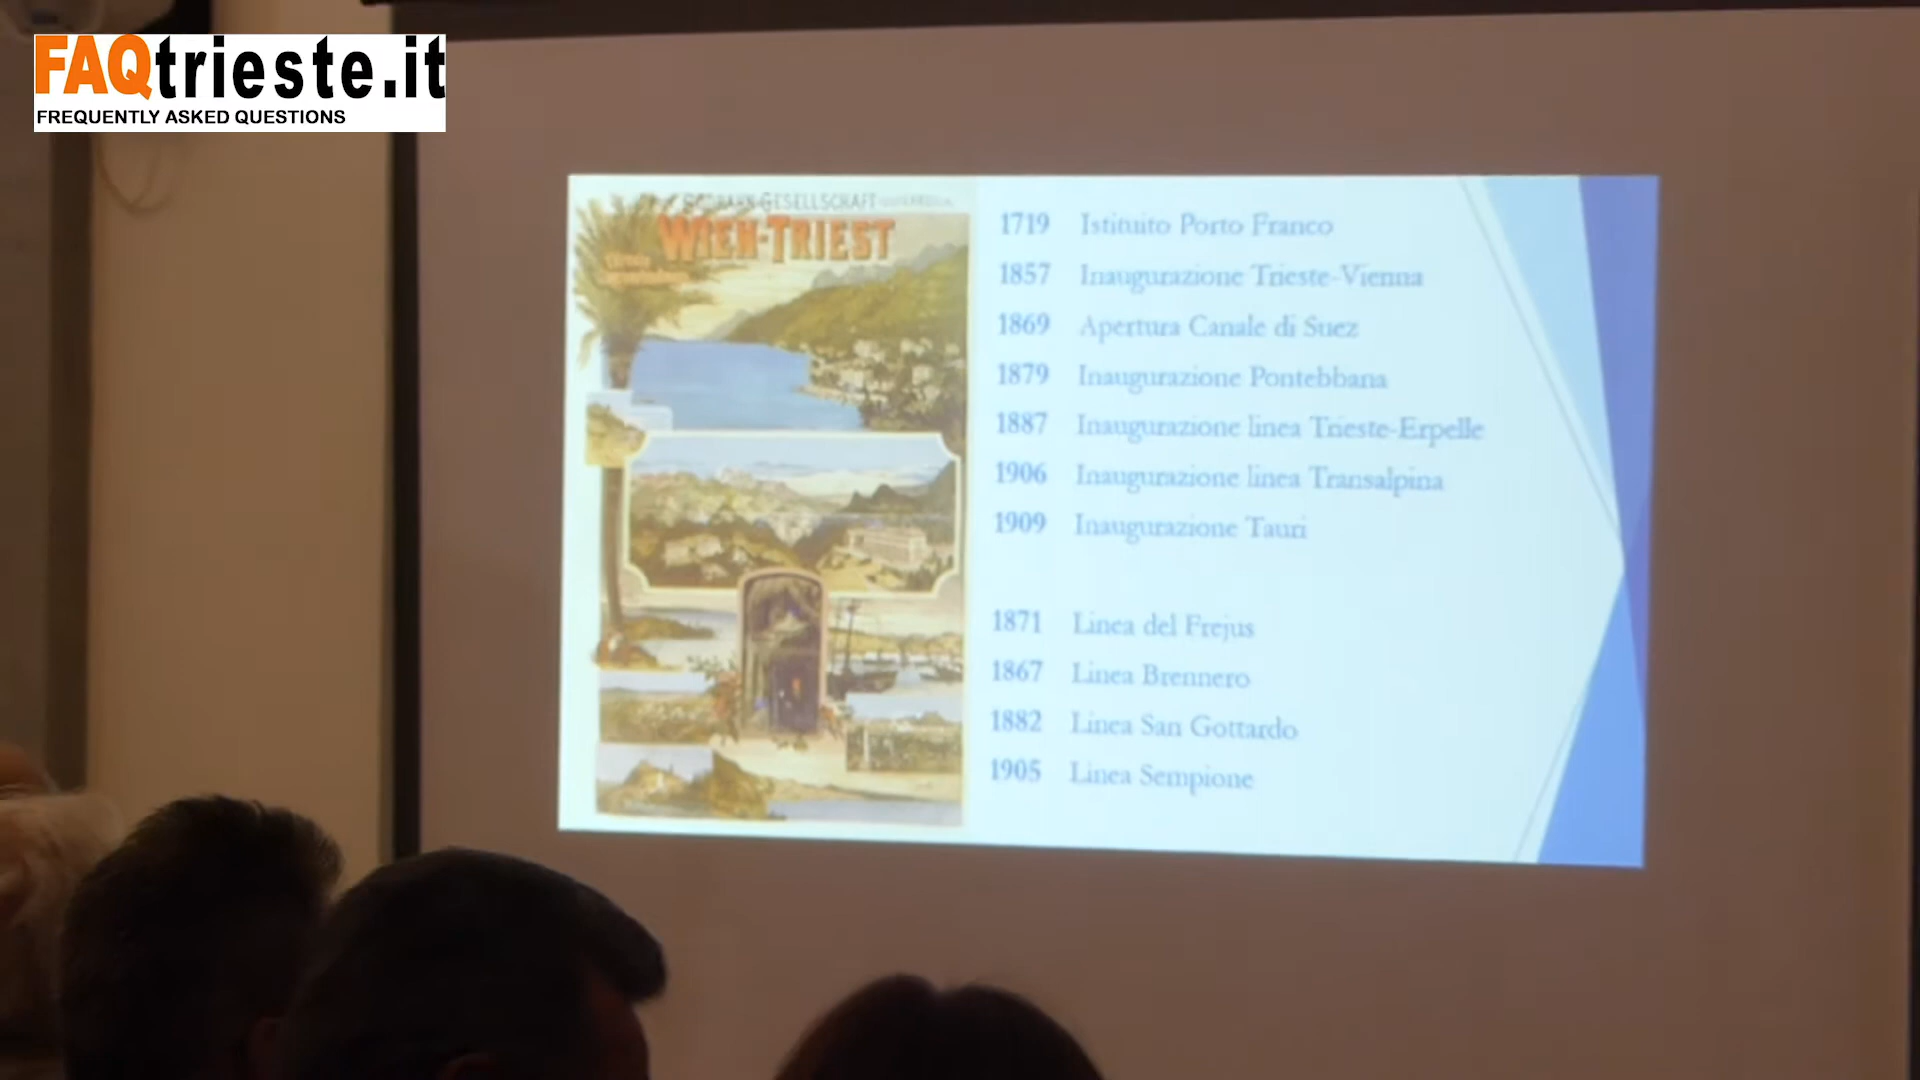 FAQtrieste.it
FREQUENTLY ASKED QUESTIONS
GESELLSCHAFT
WIEN-TRIEST
1719 Istituito Porto Franco
1857 Inaugurazione Trieste-Vienna
1869 Apertura Canale di Suez
1879 Inaugurazione Pontebbana
1887 Inaugurazione linea Trieste-Erpelle
1906 Inaugurazione linea Transalpina
1909 Inaugurazione Tauri
1871 Linea del Frejus
1867 Linea Brennero
1882 Linea San Gottardo
1905 Linea Sempione